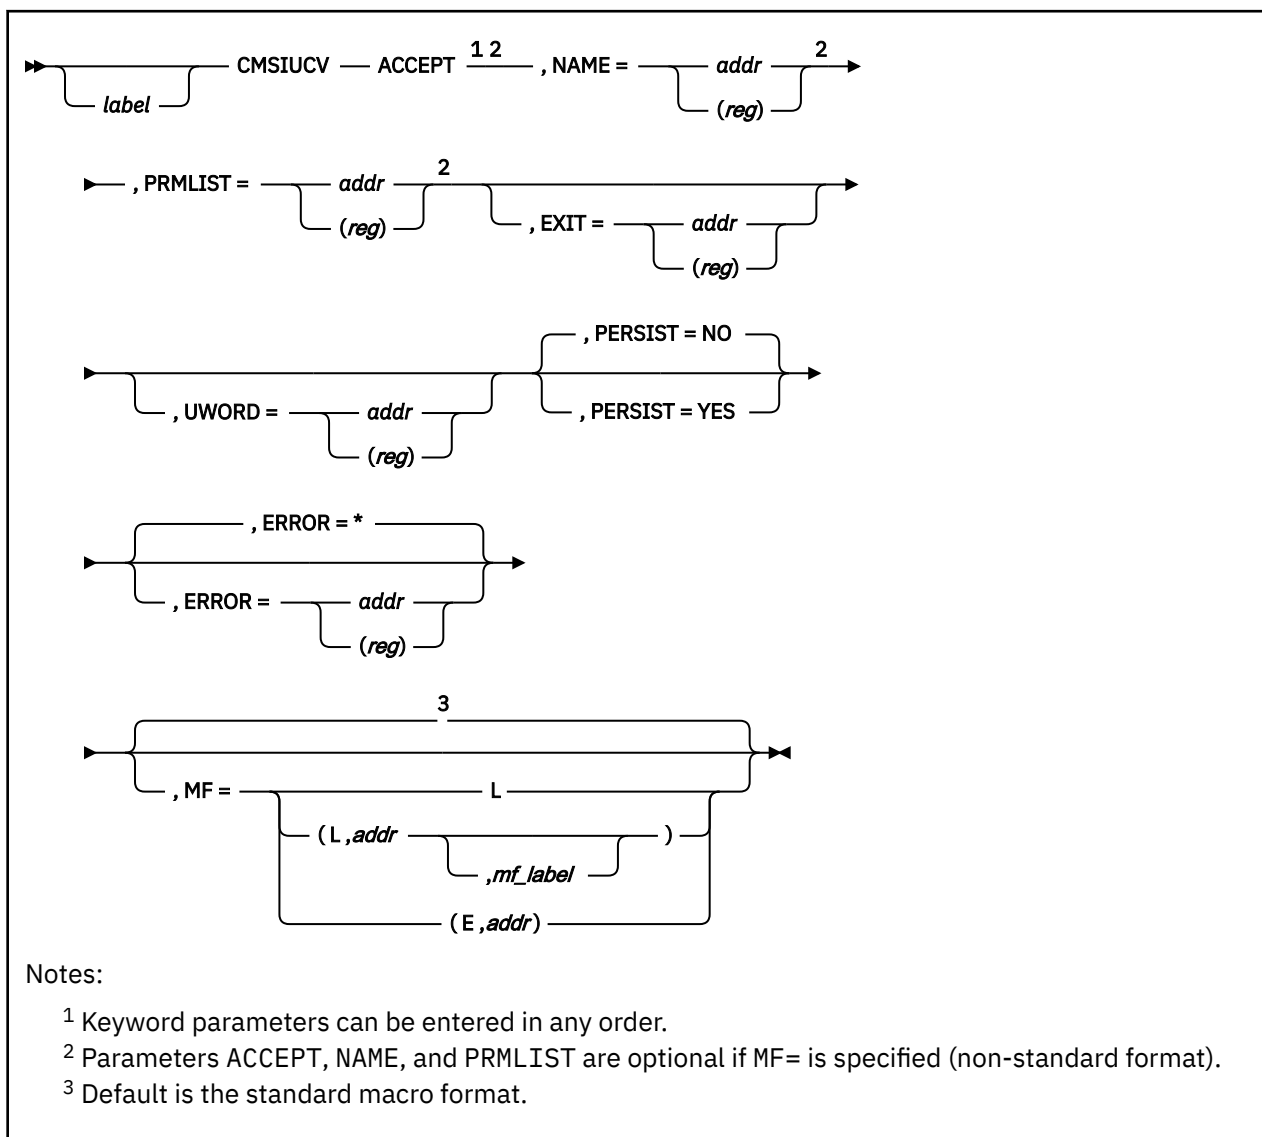 CMSIUCV ACCEPT 1 2 , NAME = addr 2
label (reg)
, PRMLIST = addr 2
(reg) , EXIT = addr
(reg)
, PERSIST = NO
, UWORD = addr , PERSIST = YES
(reg)
, ERROR = *
, ERROR = addr
(reg)
3
, MF = L
( L ,addr )
,mf_label
( E ,addr )
Notes:
1 Keyword parameters can be entered in any order.
2 Parameters ACCEPT, NAME, and PRMLIST are optional if MF= is specified (non-standard format).
3 Default is the standard macro format.